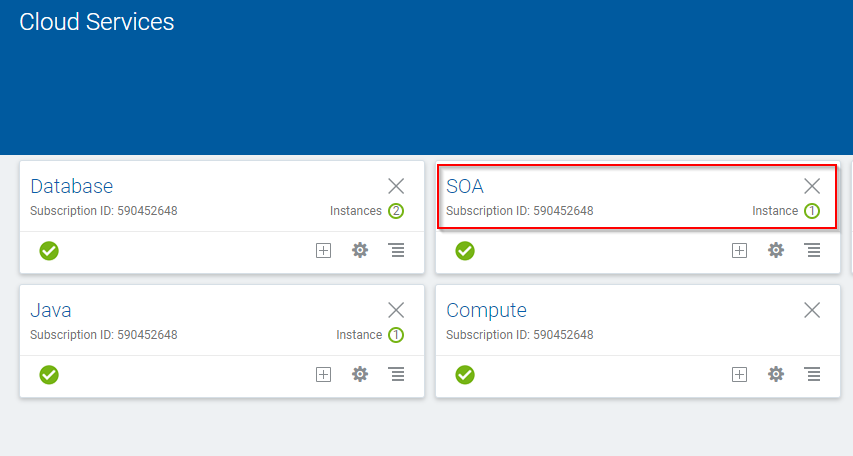 Cloud Services
Database
Subscription ID: 590452648
Instances 2
SOA
Subscription ID: 590452648
Instance 1
Java
Subscription ID: 590452648
Instance 1
Compute
Subscription ID: 590452648